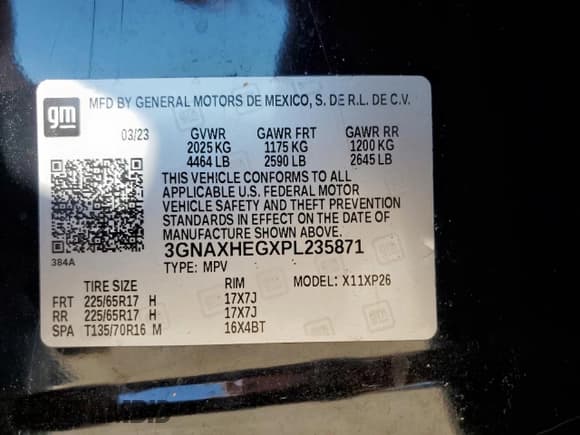 gm
MFD BY GENERAL MOTORS DE MEXICO, S. DE R.L. DE C.V.
03/23 GVWR GAWR FRT GAWR RR
2025 KG 1175 KG 1200 KG
4464 LB 2590 LB 2645 LB
THIS VEHICLE CONFORMS TO ALL
APPLICABLE U.S. FEDERAL MOTOR
VEHICLE SAFETY AND THEFT PREVENTION
STANDARDS IN EFFECT ON THE DATE OF
MANUFACTURE SHOWN ABOVE.
3GNAXHEGXPL235871
384A
TYPE: MPV
TIRE SIZE RIM MODEL: X11XP26
FRT 225/65R17 H 17X7J
RR 225/65R17 H 17X7J
SPA T135/70R16 M 16X4BT